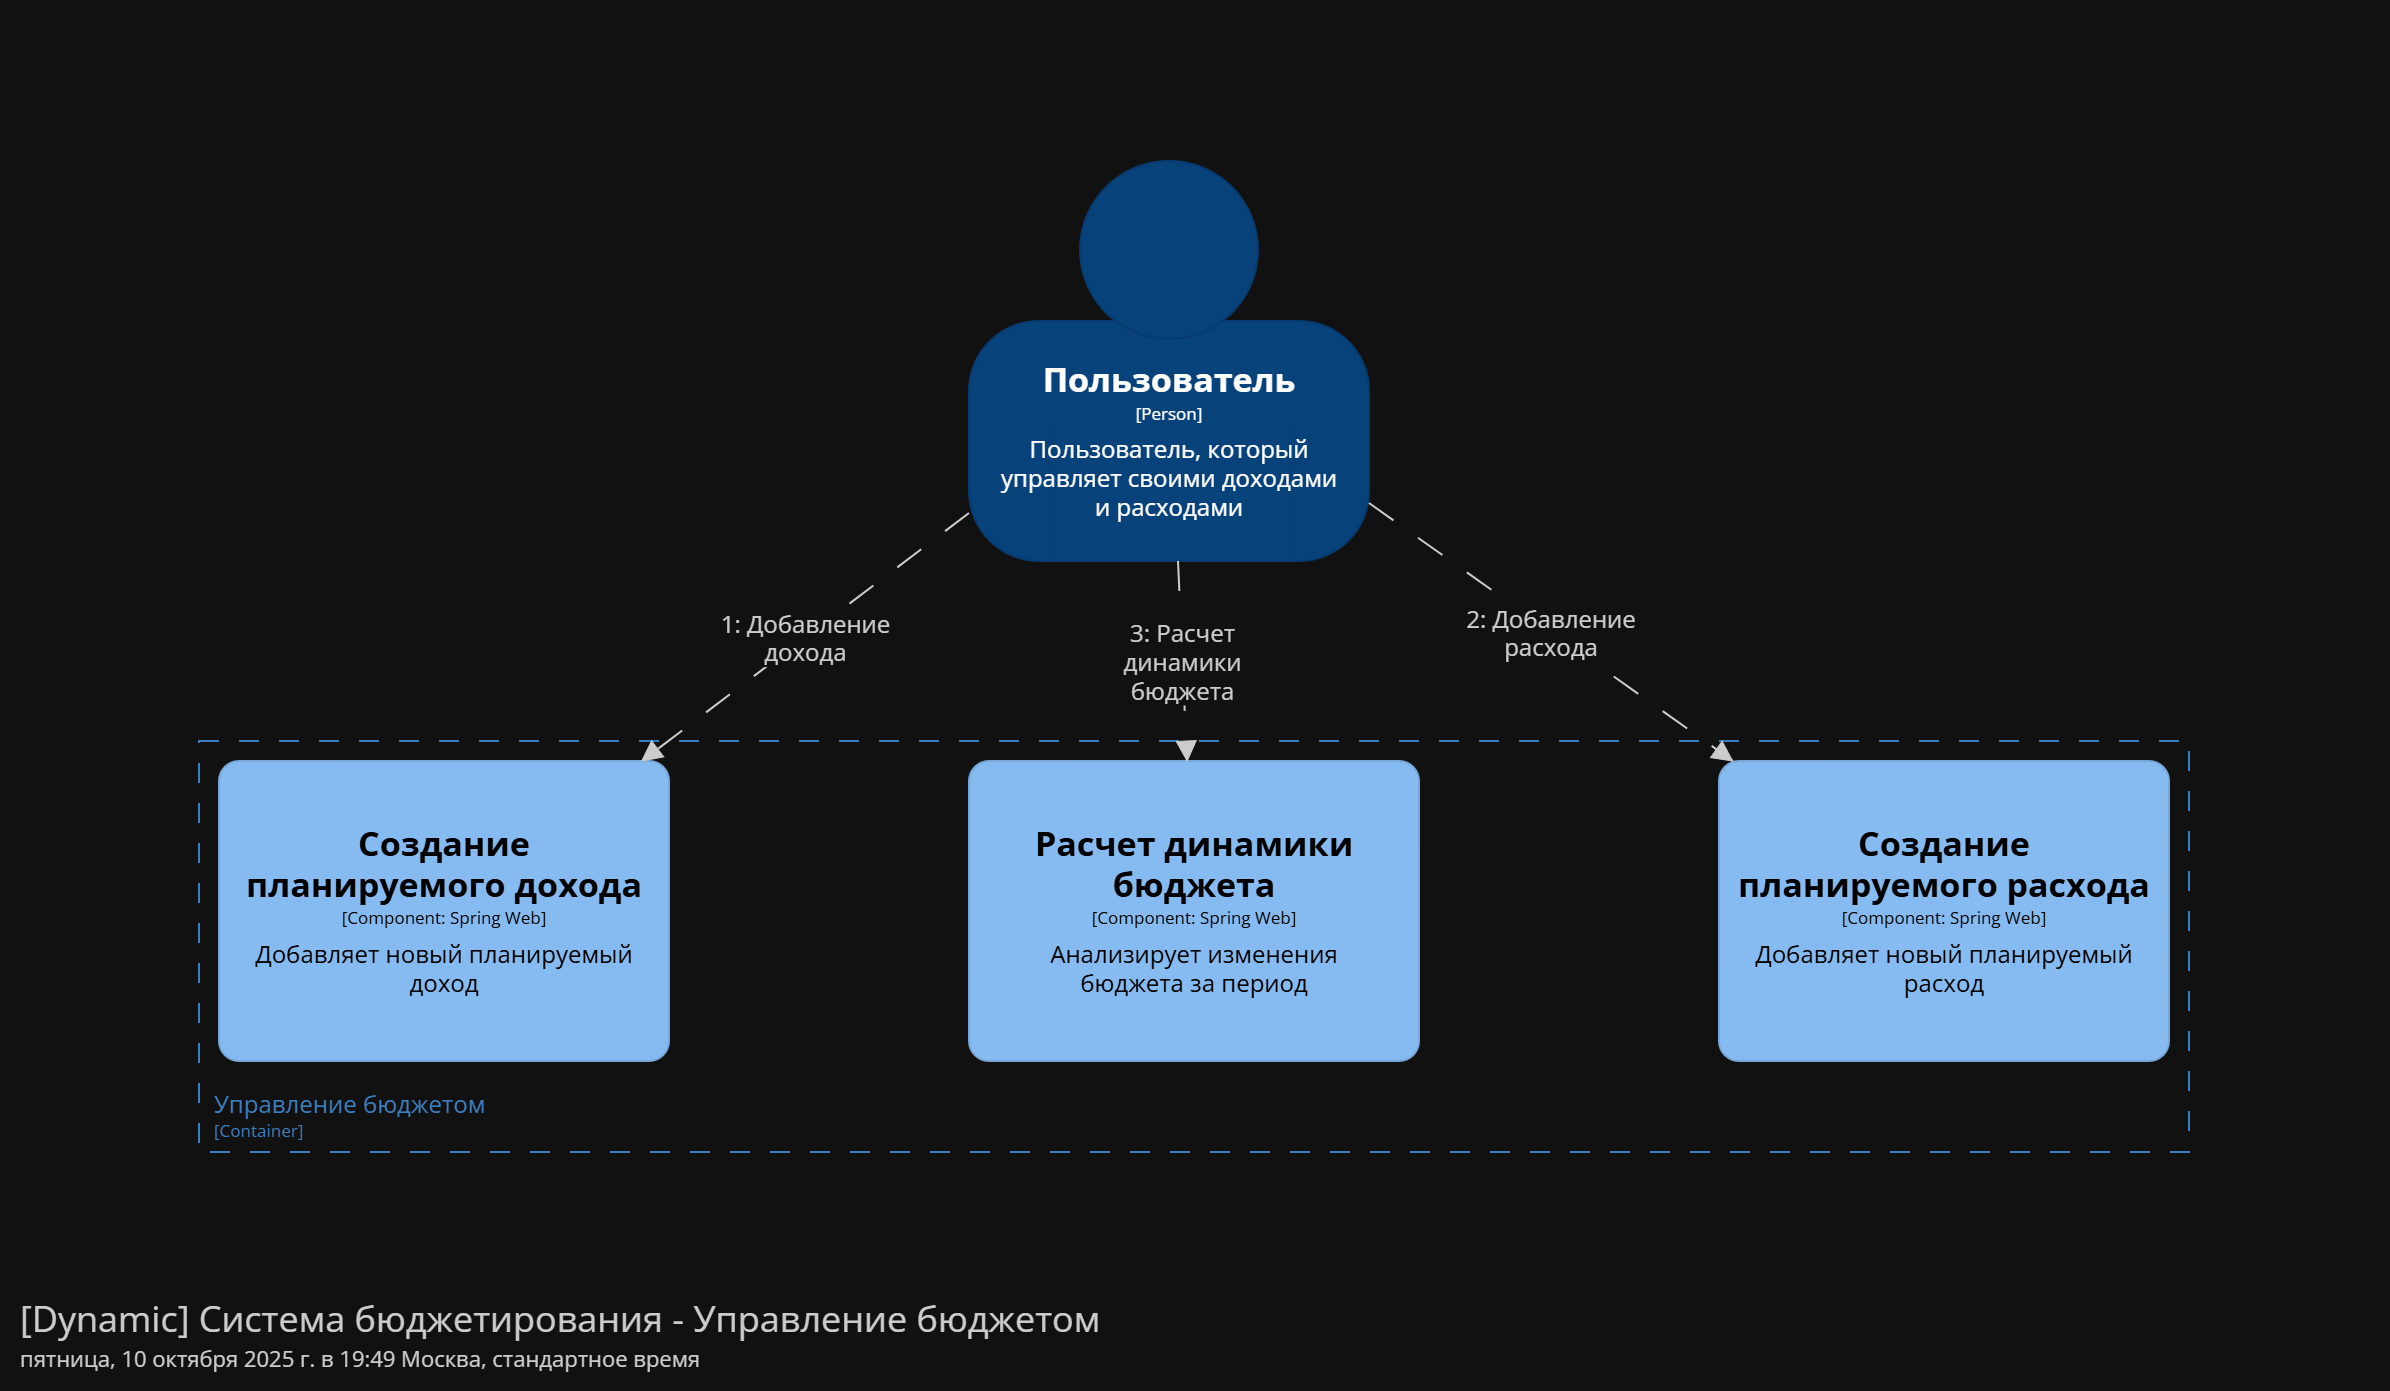 Пользователь
[Person]
Пользователь, который
управляет своими доходами
и расходами
1: Добавление
дохода
3: Расчет
динамики
бюджета
2: Добавление
расхода
Создание
планируемого дохода
[Component: Spring Web]
Добавляет новый планируемый
доход
Расчет динамики
бюджета
[Component: Spring Web]
Анализирует изменения
бюджета за период
Создание
планируемого расхода
[Component: Spring Web]
Добавляет новый планируемый
расход
Управление бюджетом
[Container]
[Dynamic] Система бюджетирования - Управление бюджетом
пятница, 10 октября 2025 г. в 19:49 Москва, стандартное время